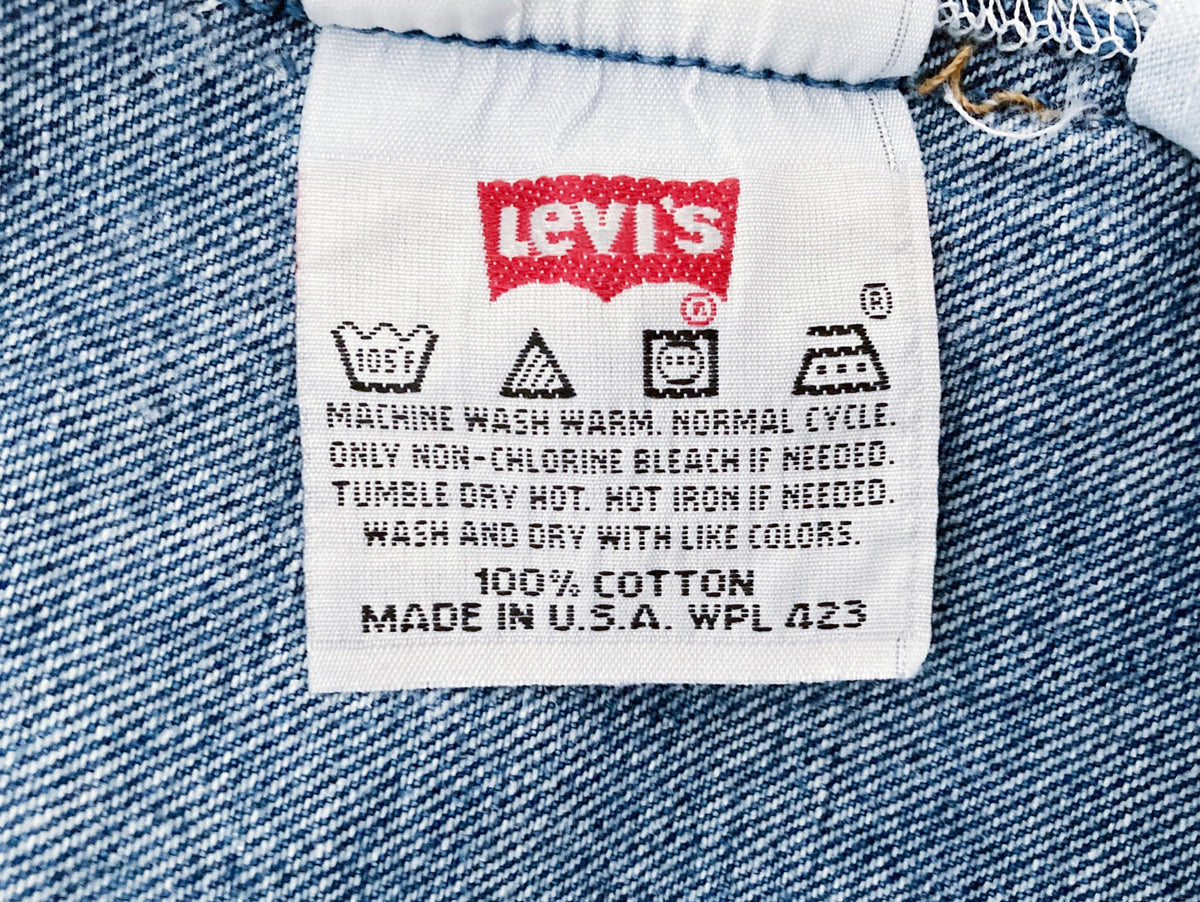 LEVI'S
®
®
105°F
MACHINE WASH WARM. NORMAL CYCLE.
ONLY NON-CHLORINE BLEACH IF NEEDED.
TUMBLE DRY HOT. HOT IRON IF NEEDED.
WASH AND DRY WITH LIKE COLORS.
100% COTTON
MADE IN U.S.A. WPL 423